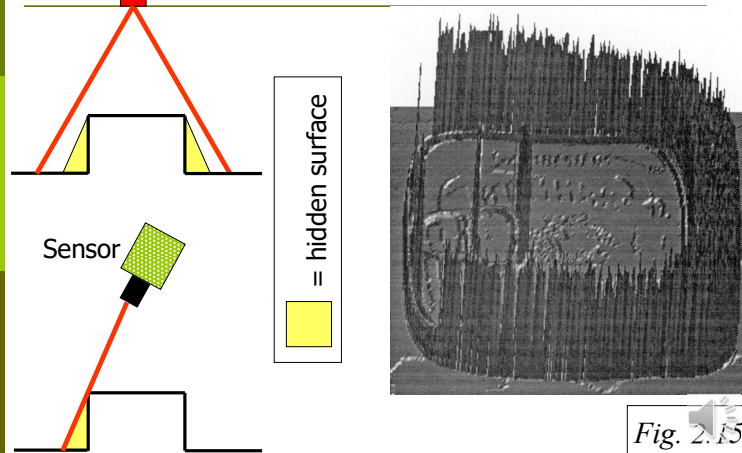 Sensor
= hidden surface
Fig. 2.15